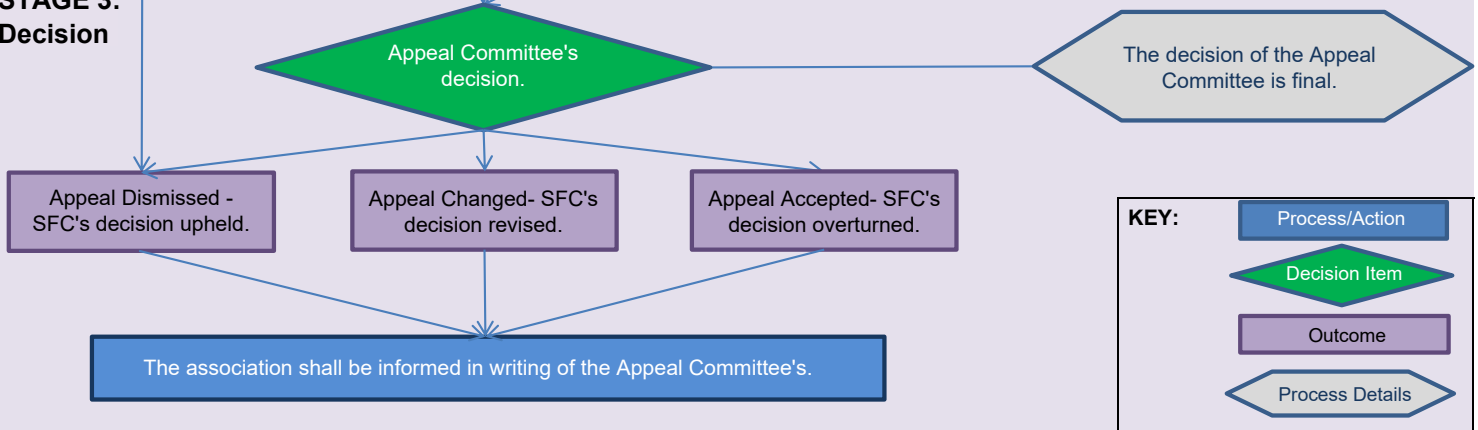 STAGE 3:
Decision
Appeal Committee's
decision.
The decision of the Appeal
Committee is final.
Appeal Dismissed -
SFC's decision upheld.
Appeal Changed- SFC's
decision revised.
Appeal Accepted- SFC's
decision overturned.
The association shall be informed in writing of the Appeal Committee's.
KEY:
Process/Action
Decision Item
Outcome
Process Details